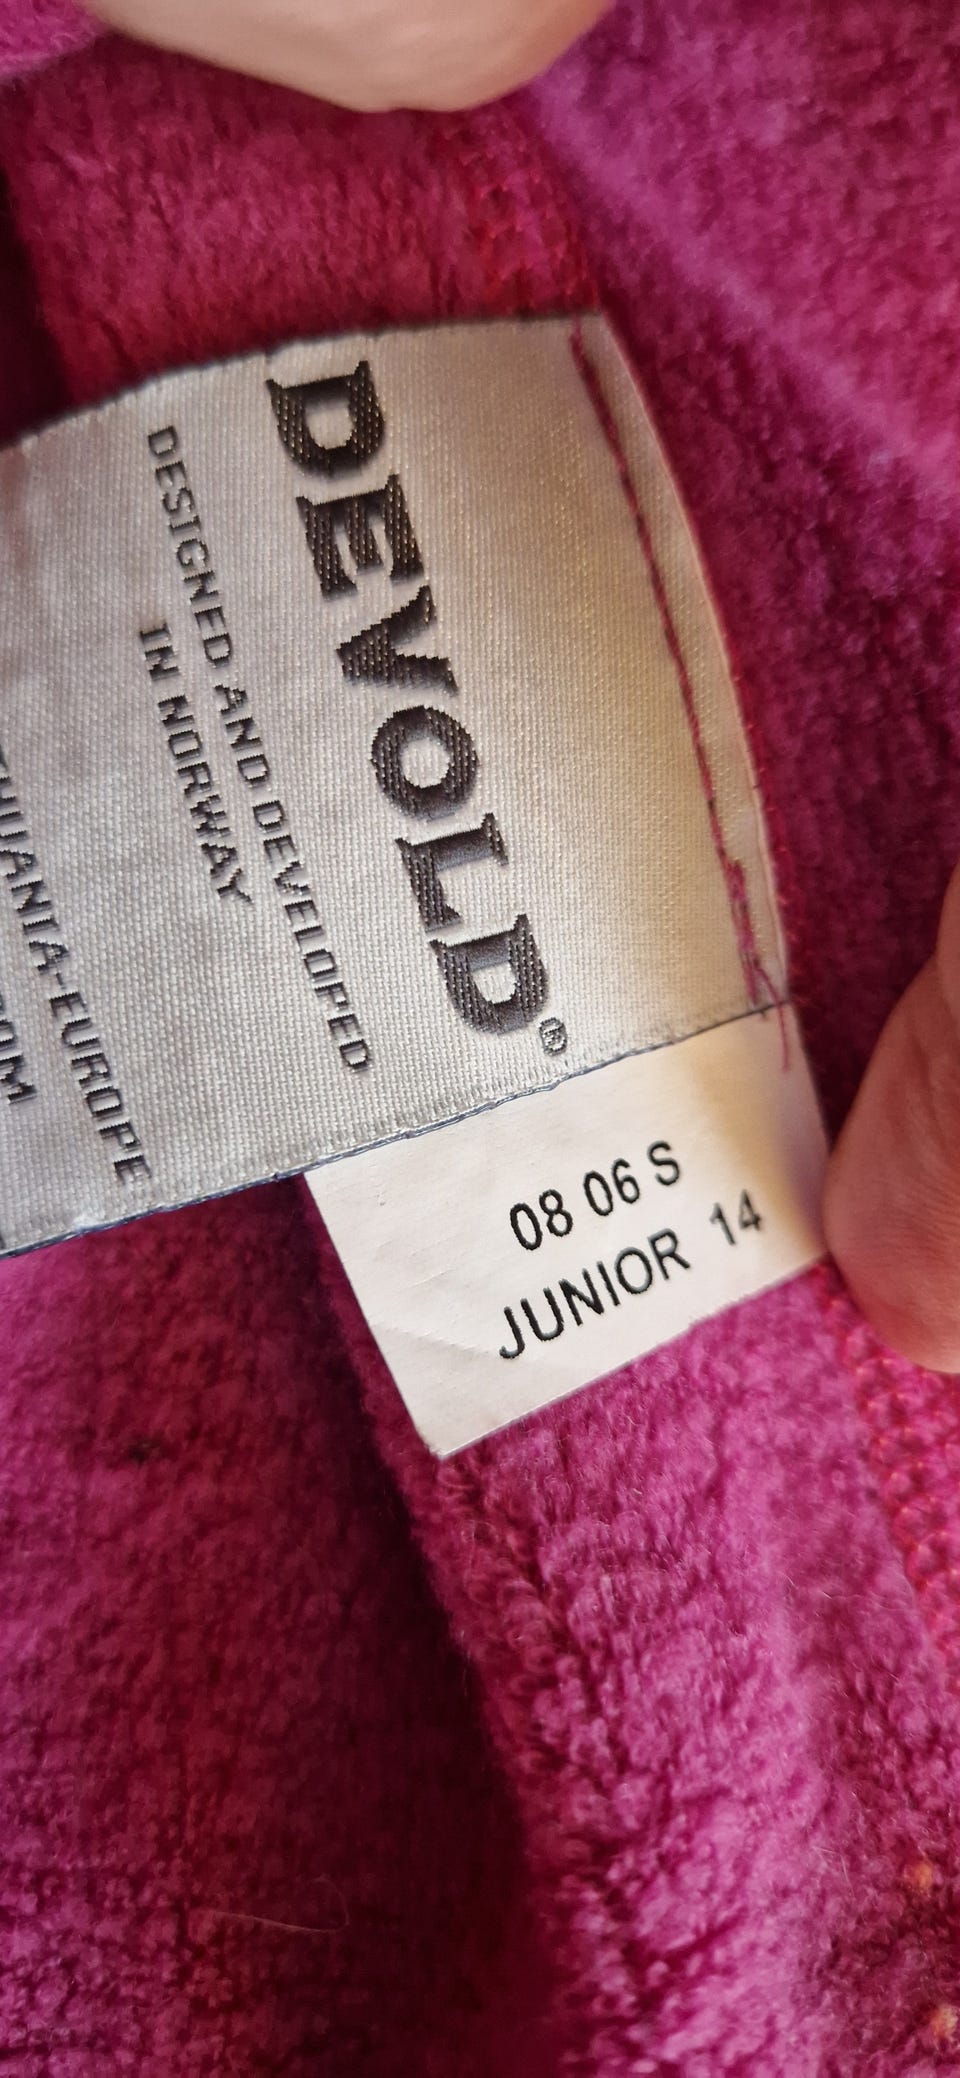 DEVOLD®
DESIGNED AND DEVELOPED
IN NORWAY
08 06 S
JUNIOR 14